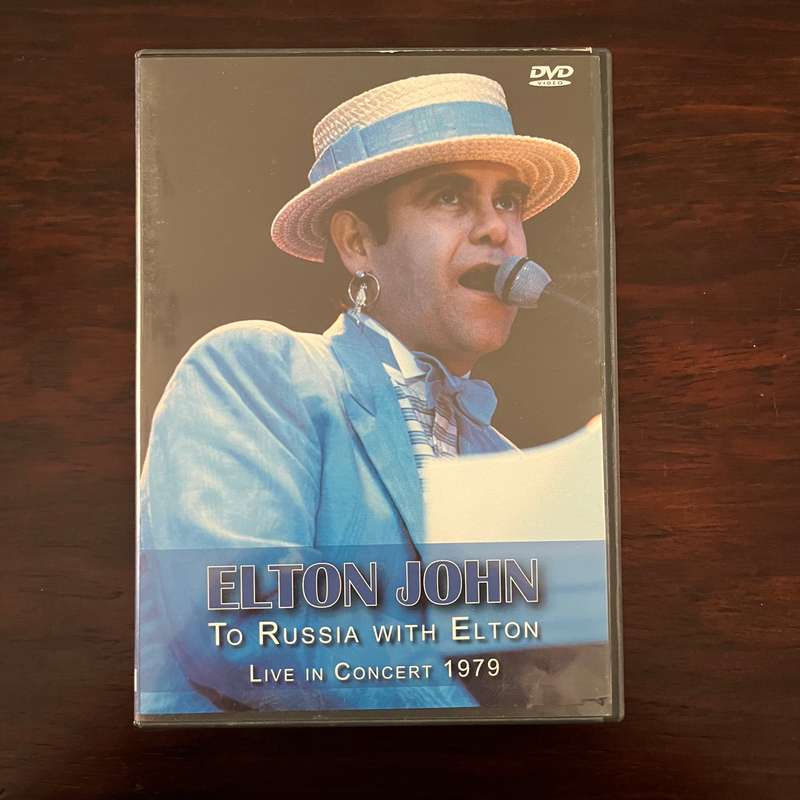 DVD
VIDEO
ELTON JOHN
TO RUSSIA WITH ELTON
LIVE IN CONCERT 1979